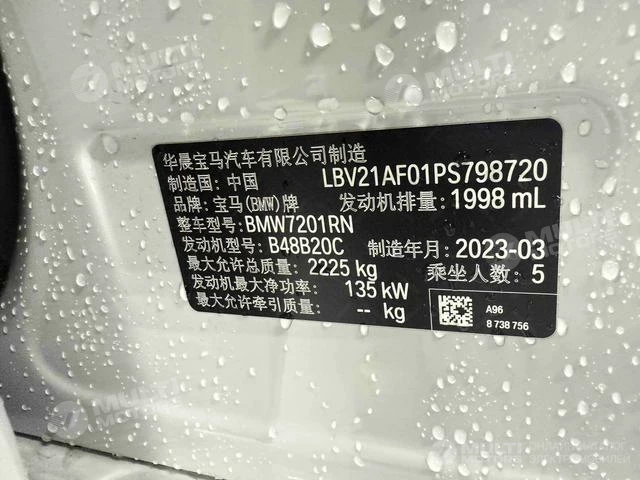 华晨宝马汽车有限公司制造
制造国: 中国 LBV21AF01PS798720
品牌: 宝马(BMW)牌 发动机排量: 1998 mL
整车型号: BMW7201RN
发动机型号: B48B20C 制造年月: 2023-03
最大允许总质量: 2225 kg 乘坐人数: 5
发动机最大净功率: 135 kW
最大允许牵引质量: -- kg
A96
8 738 756
MULTI
MULTI
MULTI
MULTI